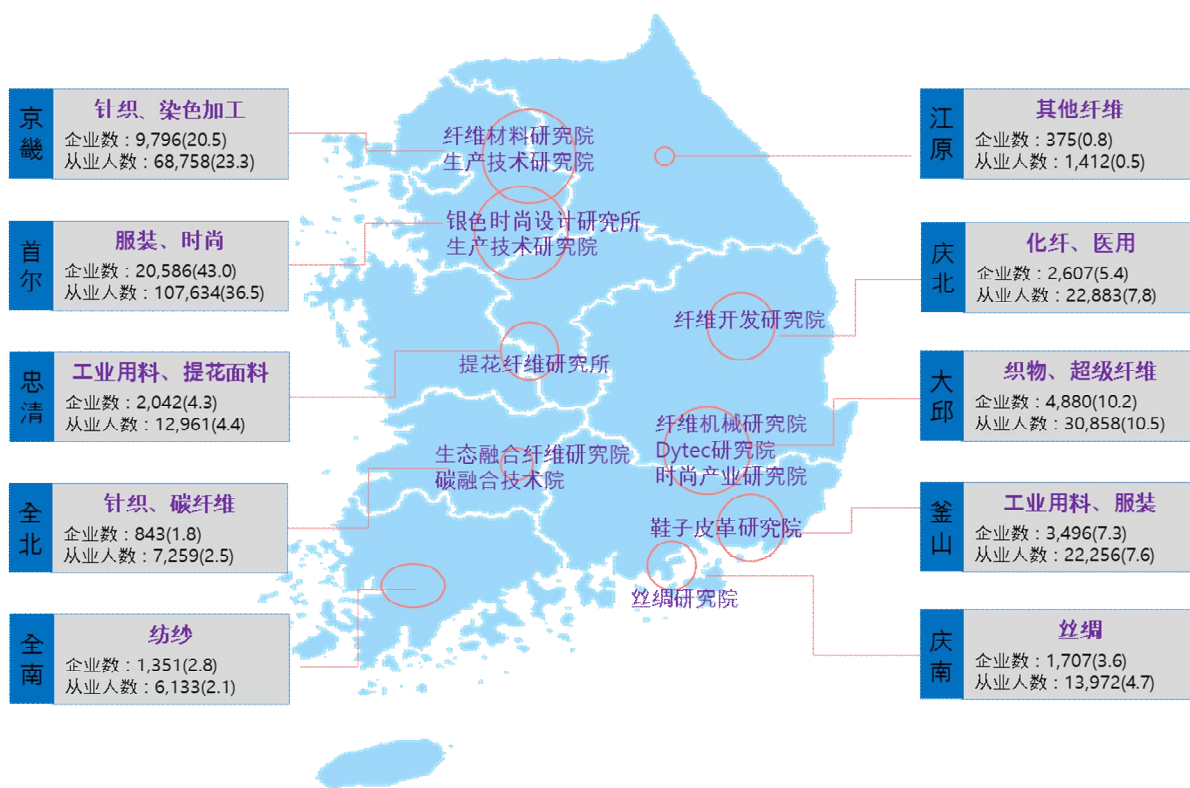 京
畿
针织、染色加工
企业数 : 9,796(20.5)
从业人数 : 68,758(23.3)
首
尔
服装、时尚
企业数 : 20,586(43.0)
从业人数 : 107,634(36.5)
忠
清
工业用料、提花面料
企业数 : 2,042(4.3)
从业人数 : 12,961(4.4)
全
北
针织、碳纤维
企业数 : 843(1.8)
从业人数 : 7,259(2.5)
全
南
纺纱
企业数 : 1,351(2.8)
从业人数 : 6,133(2.1)
纤维材料研究院
生产技术研究院
银色时尚设计研究所
生产技术研究院
纤维开发研究院
提花纤维研究所
纤维机械研究院
Dytec研究院
时尚产业研究院
生态融合纤维研究院
碳融合技术院
鞋子皮革研究院
丝绸研究院
江
原
其他纤维
企业数 : 375(0.8)
从业人数 : 1,412(0.5)
庆
北
化纤、医用
企业数 : 2,607(5.4)
从业人数 : 22,883(7,8)
大
邱
织物、超级纤维
企业数 : 4,880(10.2)
从业人数 : 30,858(10.5)
釜
山
工业用料、服装
企业数 : 3,496(7.3)
从业人数 : 22,256(7.6)
庆
南
丝绸
企业数 : 1,707(3.6)
从业人数 : 13,972(4.7)